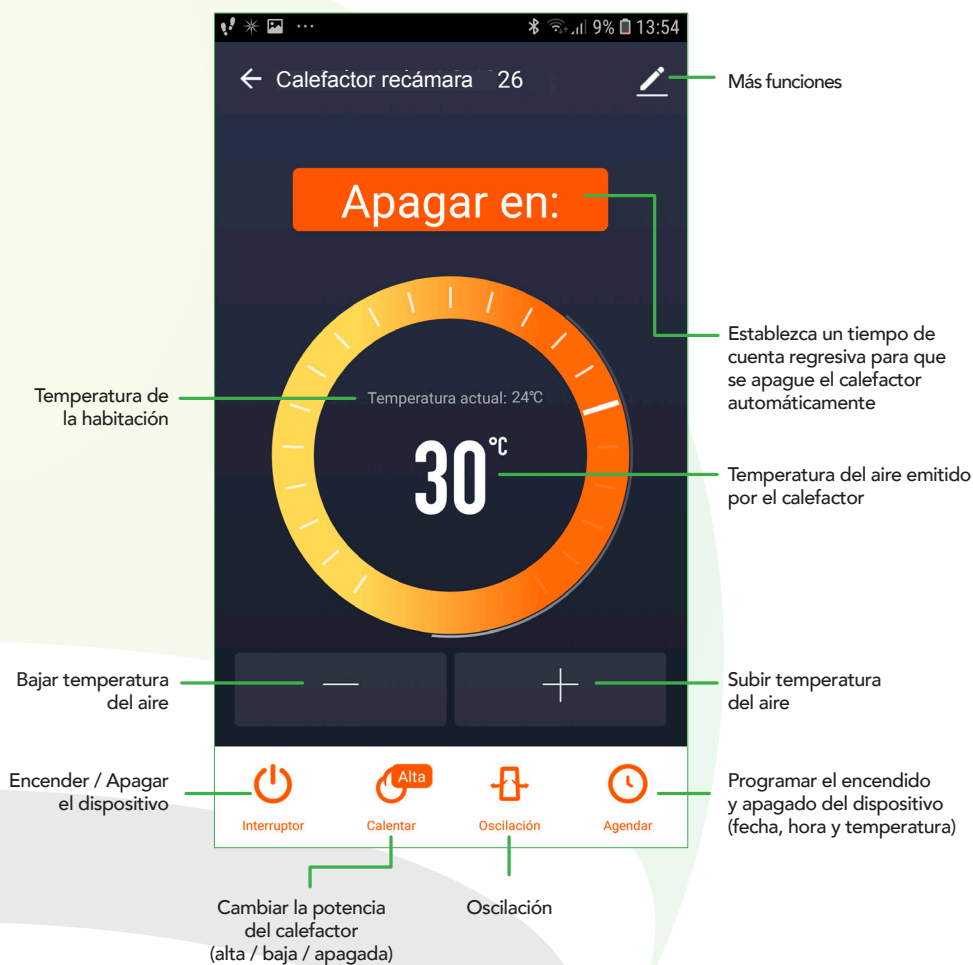 9% 13:54
Calefactor recámara 26
Más funciones
Apagar en:
Establezca un tiempo de
cuenta regresiva para que
se apague el calefactor
automáticamente
Temperatura de
la habitación
Temperatura actual: 24℃
30°C
Temperatura del aire emitido
por el calefactor
Bajar temperatura
del aire
Subir temperatura
del aire
Encender / Apagar
el dispositivo
Interruptor
Alta
Calentar
Oscilación
Agendar
Programar el encendido
y apagado del dispositivo
(fecha, hora y temperatura)
Cambiar la potencia
del calefactor
(alta / baja / apagada)
Oscilación